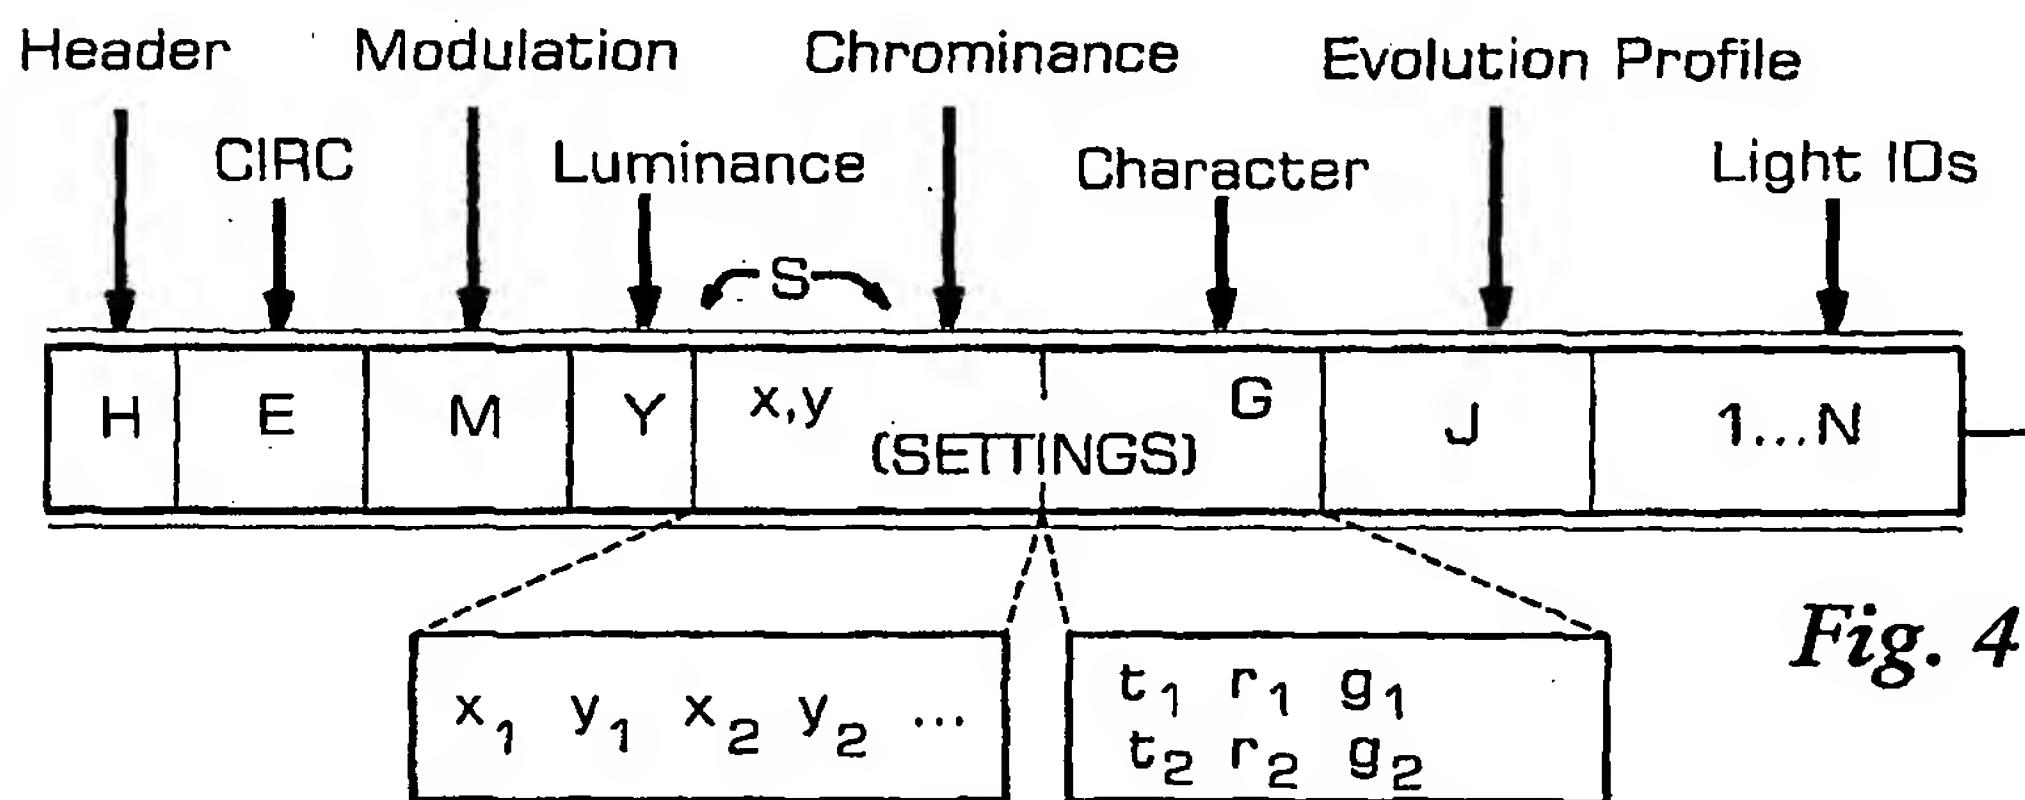 Header Modulation Chrominance Evolution Profile
CIRC Luminance Character Light IDs
S
H E M Y x,y G J 1...N
(SETTINGS)
x₁ y₁ x₂ y₂ ...
t₁ r₁ g₁
t₂ r₂ g₂
Fig. 4